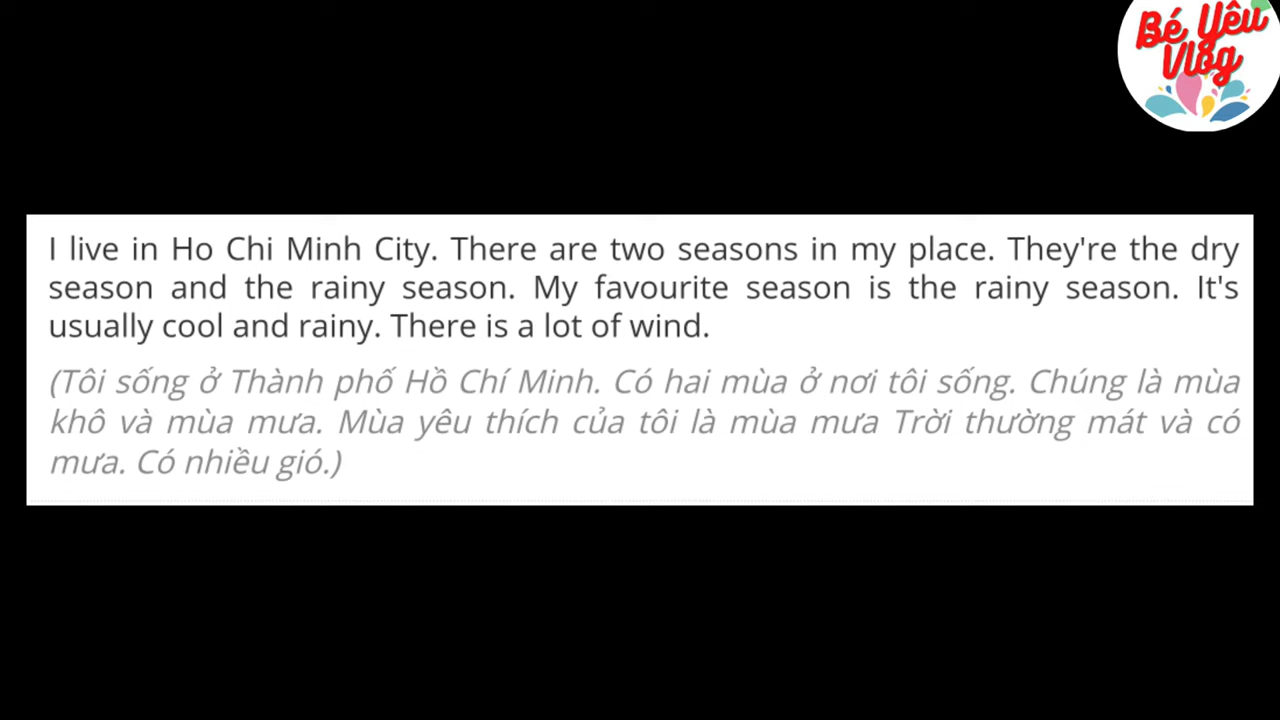 Bé Yêu
Vlog
I live in Ho Chi Minh City. There are two seasons in my place. They're the dry
season and the rainy season. My favourite season is the rainy season. It's
usually cool and rainy. There is a lot of wind.
(Tôi sống ở Thành phố Hồ Chí Minh. Có hai mùa ở nơi tôi sống. Chúng là mùa
khô và mùa mưa. Mùa yêu thích của tôi là mùa mưa Trời thường mát và có
mưa. Có nhiều gió.)